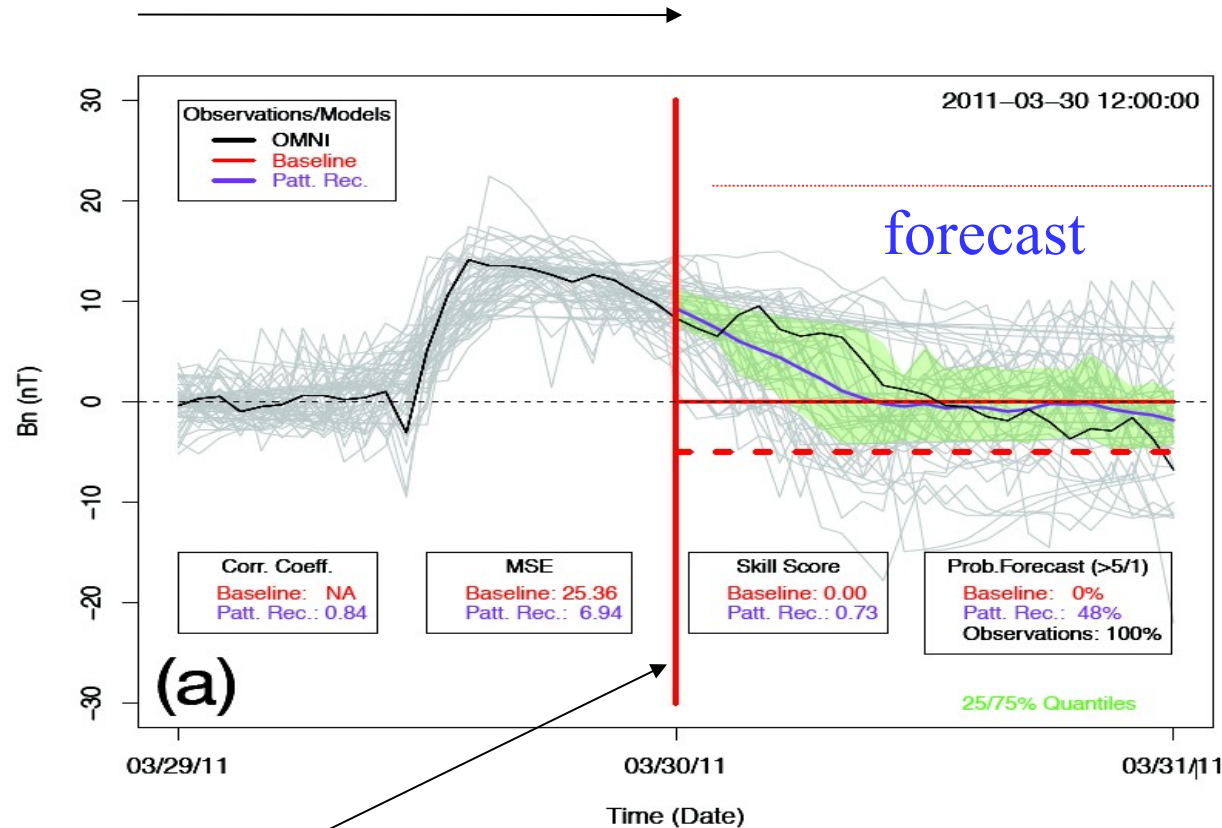 30
20
10
0
−10
−20
−30
Bn (nT)
Observations/Models
OMNI
Baseline
Patt. Rec.
2011−03−30 12:00:00
forecast
Corr. Coeff.
Baseline: NA
Patt. Rec.: 0.84
MSE
Baseline: 25.36
Patt. Rec.: 6.94
Skill Score
Baseline: 0.00
Patt. Rec.: 0.73
Prob.Forecast (>5/1)
Baseline: 0%
Patt. Rec.: 48%
Observations: 100%
(a)
25/75% Quantiles
03/29/11
03/30/11
03/31/11
Time (Date)